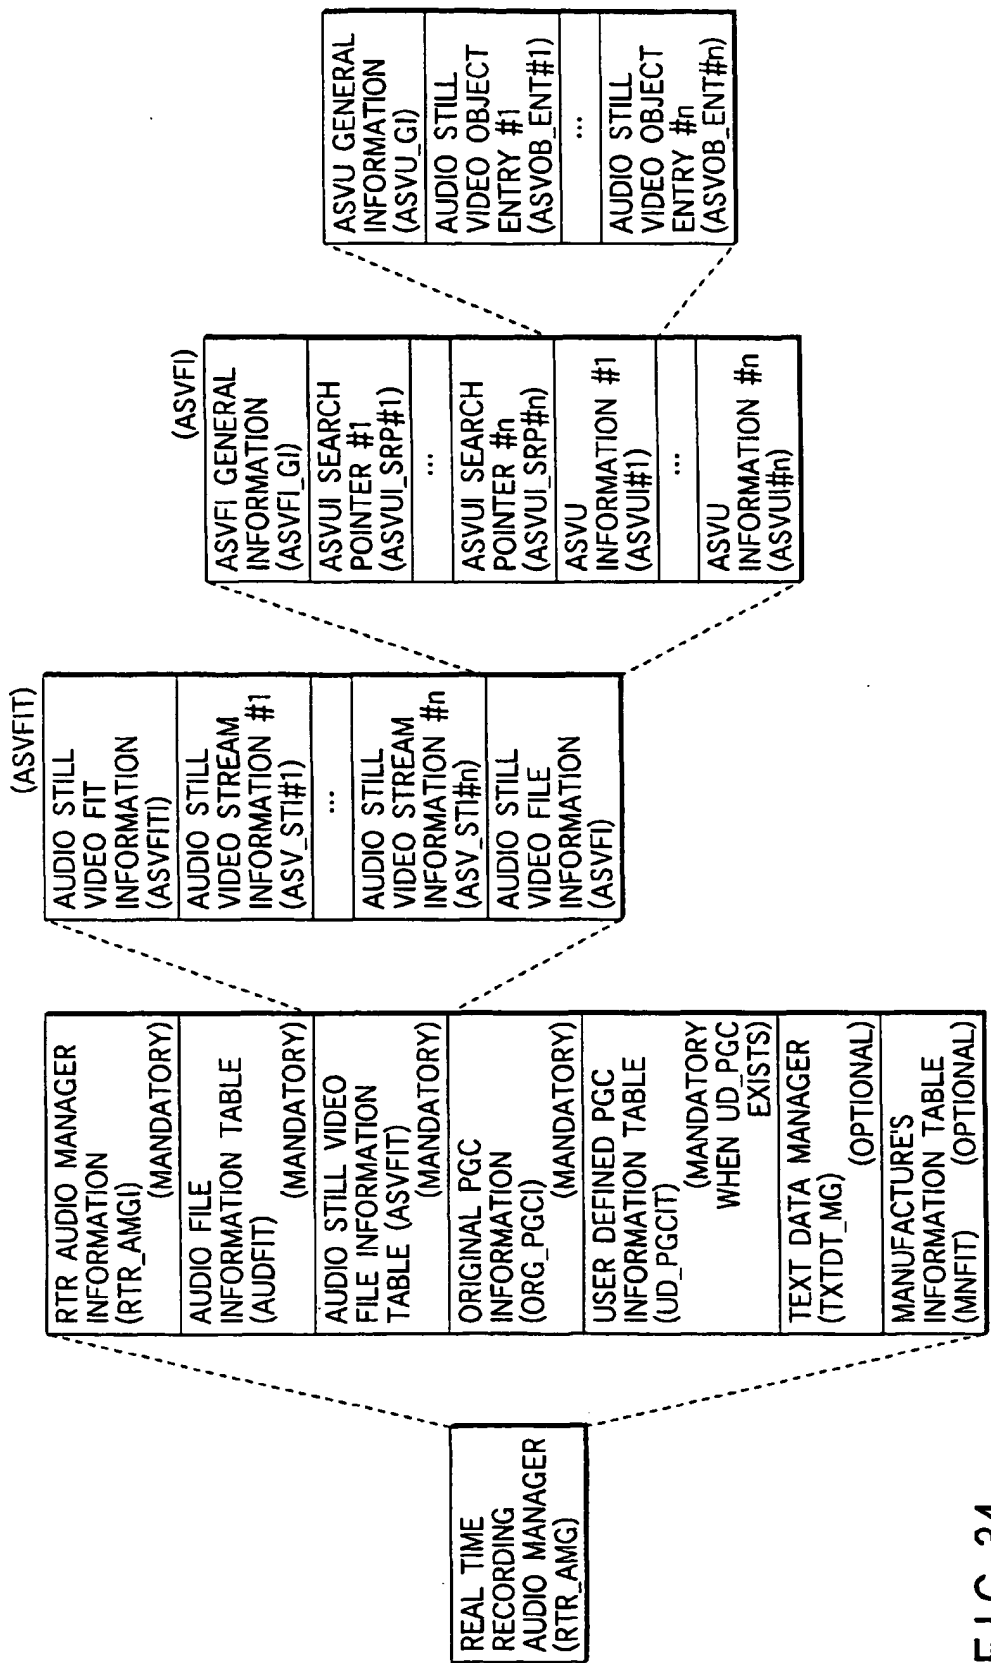 REAL TIME
RECORDING
AUDIO MANAGER
(RTR_AMG)
RTR AUDIO MANAGER
INFORMATION
(RTR_AMGI)
(MANDATORY)
AUDIO FILE
INFORMATION TABLE
(AUDFIT)
(MANDATORY)
AUDIO STILL VIDEO
FILE INFORMATION
TABLE (ASVFIT)
(MANDATORY)
ORIGINAL PGC
INFORMATION
(ORG_PGCI)
(MANDATORY)
USER DEFINED PGC
INFORMATION TABLE
(UD_PGCIT)
(MANDATORY
WHEN UD_PGC
EXISTS)
TEXT DATA MANAGER
(TXTDT_MG)
(OPTIONAL)
MANUFACTURE'S
INFORMATION TABLE
(MNFIT) (OPTIONAL)
(ASVFIT)
AUDIO STILL
VIDEO FIT
INFORMATION
(ASVFITI)
AUDIO STILL
VIDEO STREAM
INFORMATION #1
(ASV_STI#1)
...
AUDIO STILL
VIDEO STREAM
INFORMATION #n
(ASV_STI#n)
AUDIO STILL
VIDEO FILE
INFORMATION
(ASVFI)
(ASVFI)
ASVFI GENERAL
INFORMATION
(ASVFI_GI)
ASVUI SEARCH
POINTER #1
(ASVUI_SRP#1)
...
ASVUI SEARCH
POINTER #n
(ASVUI_SRP#n)
ASVU
INFORMATION #1
(ASVUI#1)
...
ASVU
INFORMATION #n
(ASVUI#n)
ASVU GENERAL
INFORMATION
(ASVU_GI)
AUDIO STILL
VIDEO OBJECT
ENTRY #1
(ASVOB_ENT#1)
...
AUDIO STILL
VIDEO OBJECT
ENTRY #n
(ASVOB_ENT#n)
FIG. 34